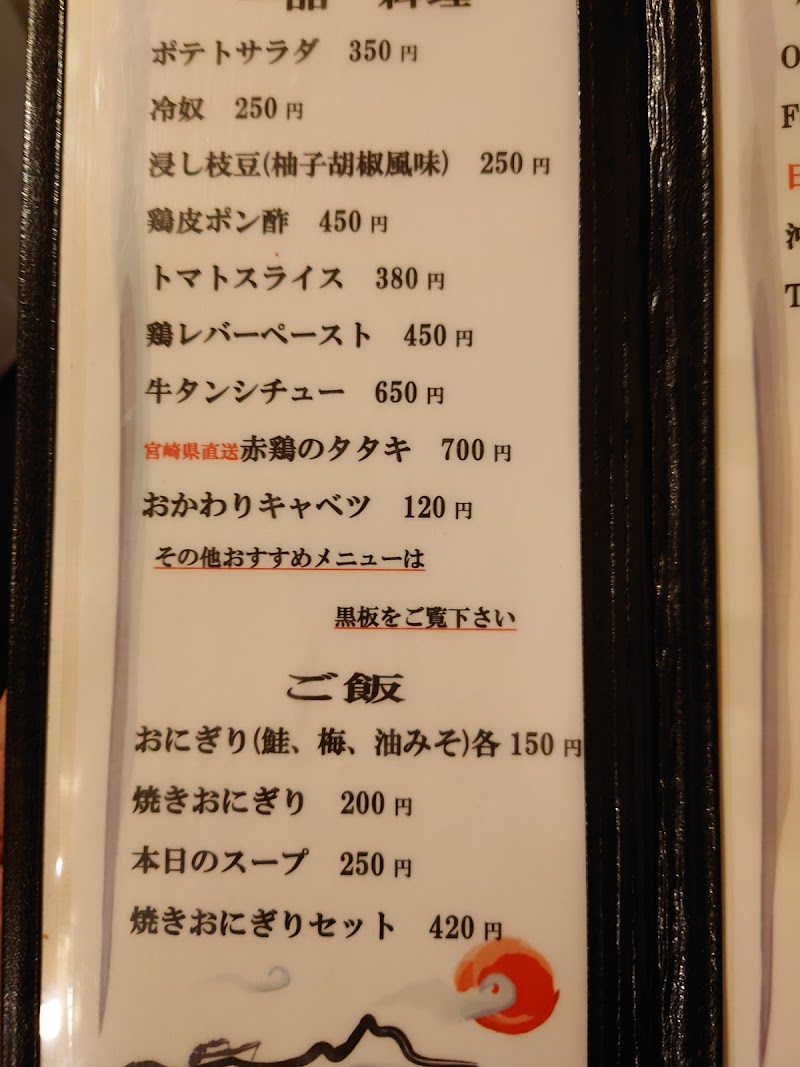 一品 料理
ポテトサラダ 350円
冷奴 250円
浸し枝豆(柚子胡椒風味) 250円
鶏皮ポン酢 450円
トマトスライス 380円
鶏レバーペースト 450円
牛タンシチュー 650円
宮崎県直送赤鶏のタタキ 700円
おかわりキャベツ 120円
その他おすすめメニューは
黒板をご覧下さい
ご飯
おにぎり(鮭、梅、油みそ)各150円
焼きおにぎり 200円
本日のスープ 250円
焼きおにぎりセット 420円
O
F
T